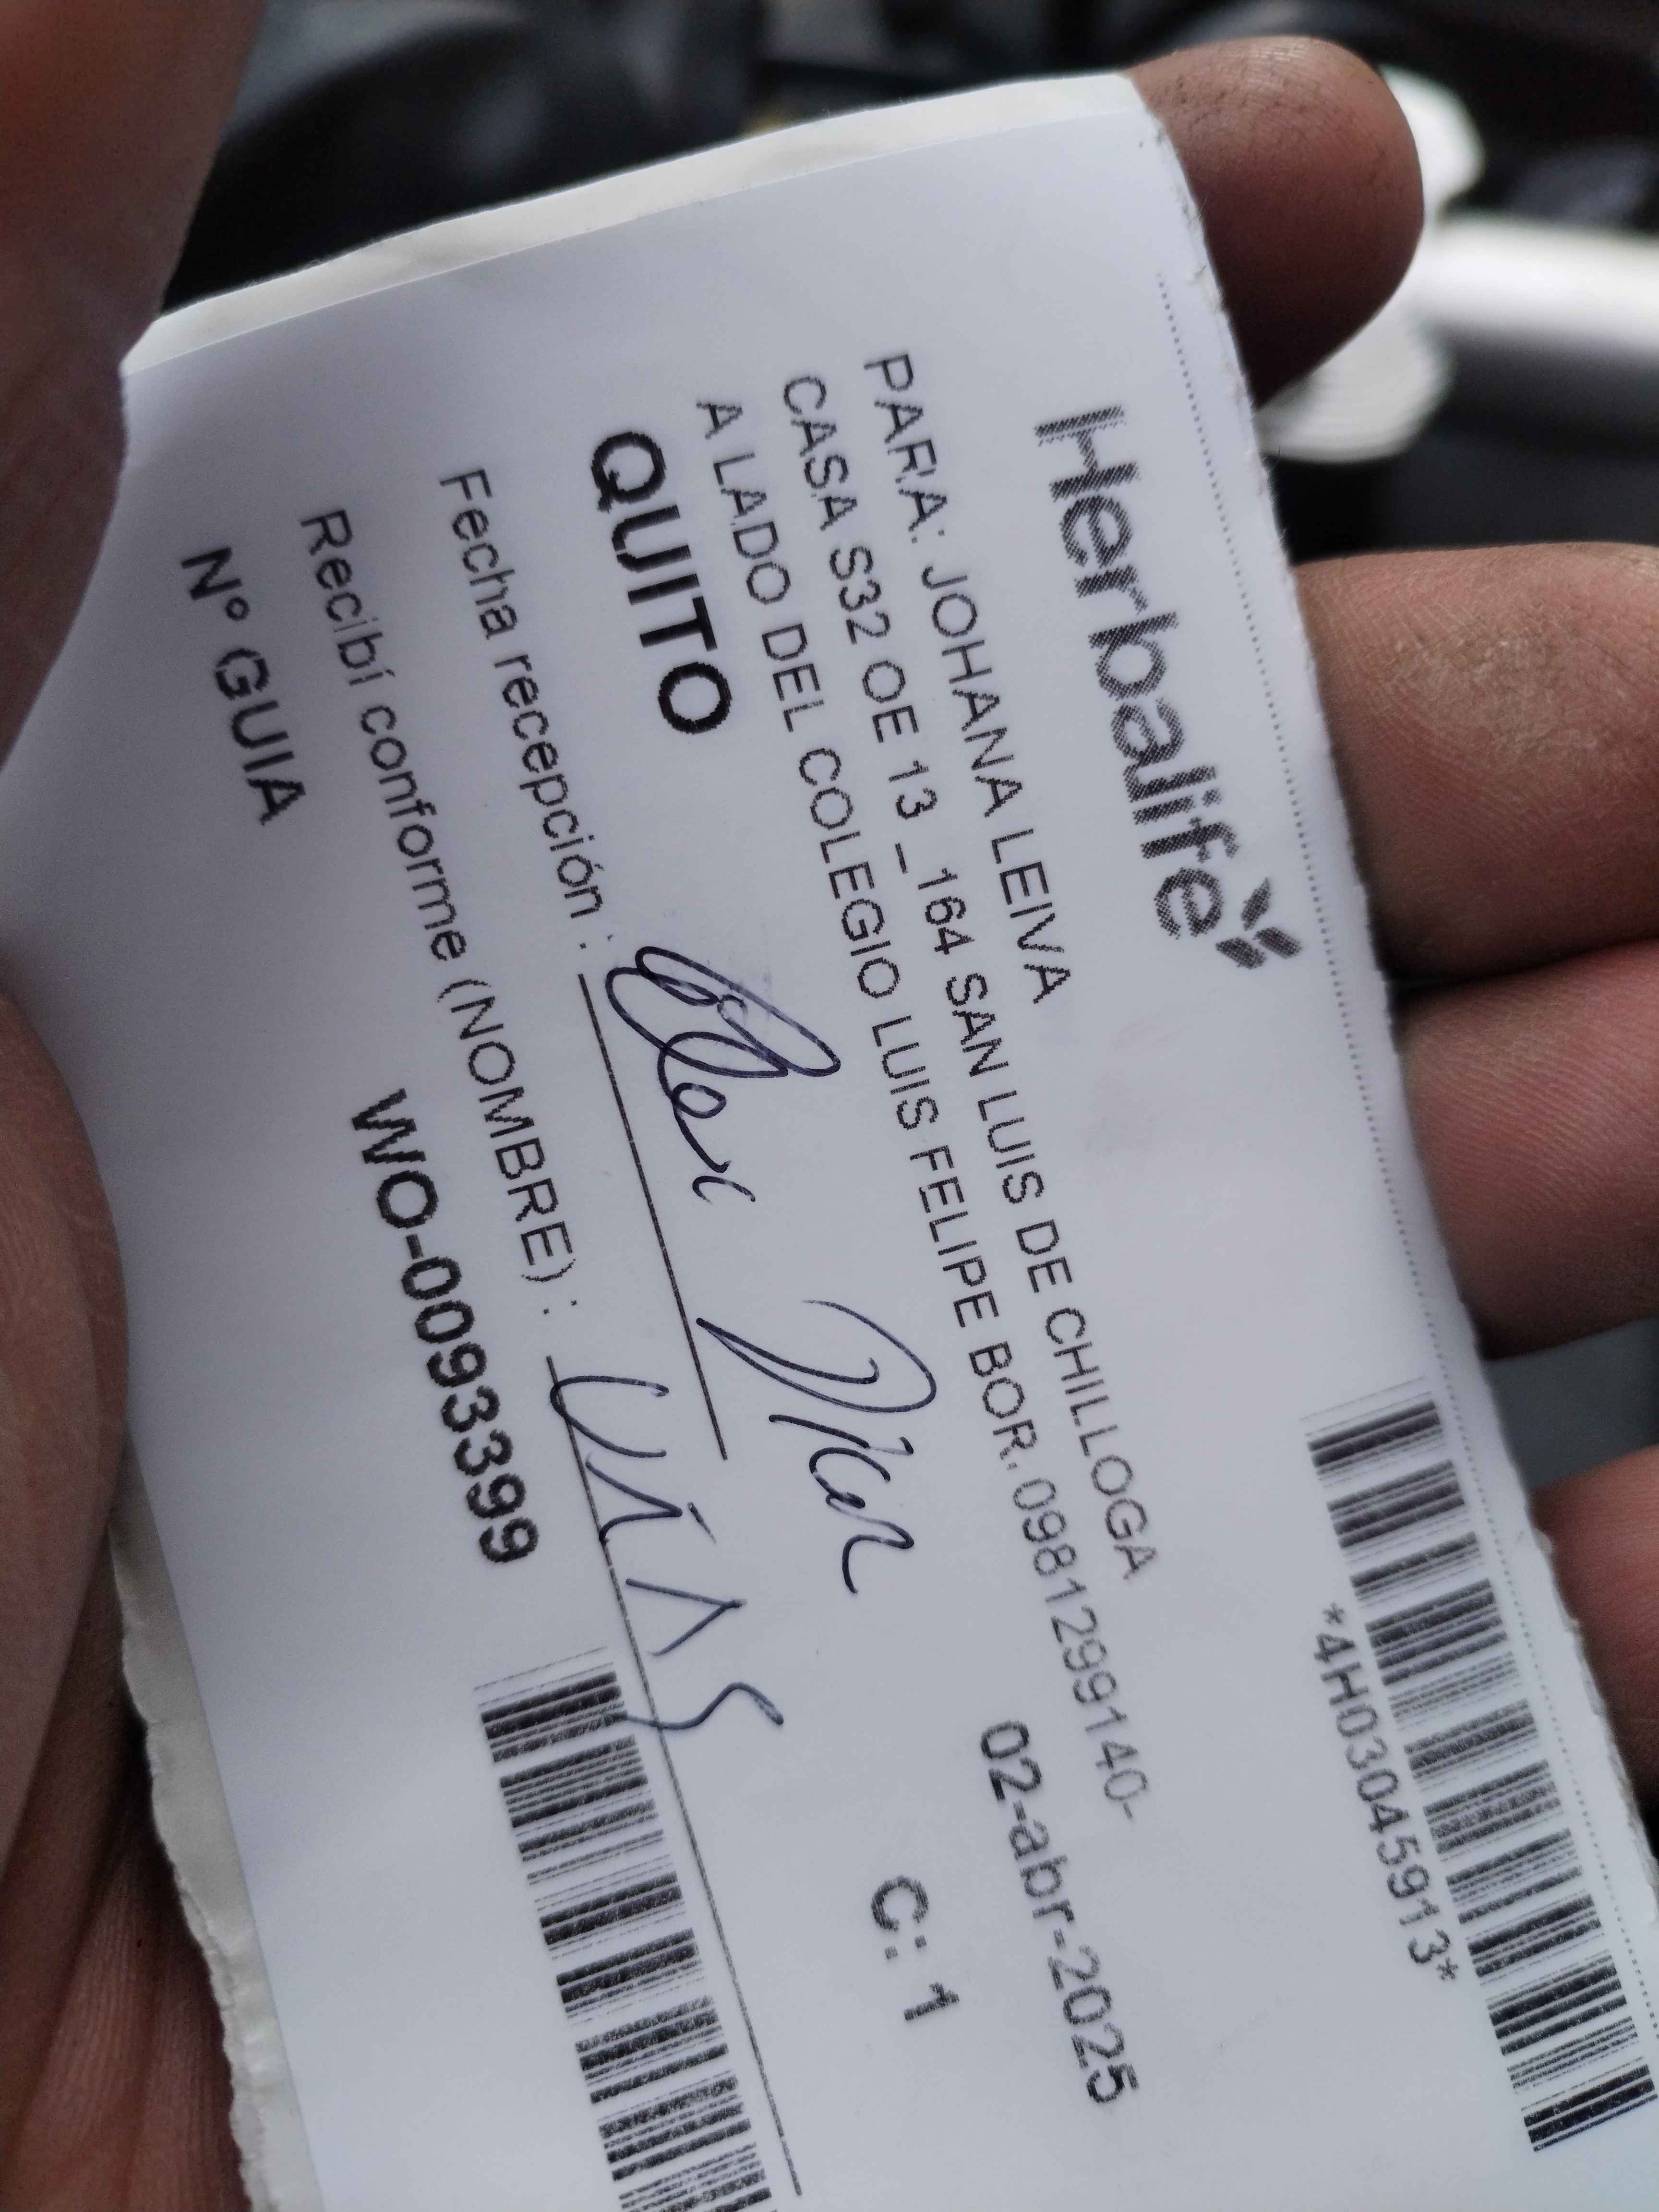 Herbalife
*4H03045913*
PARA: JOHANA LEIVA
CASA S32 OE 13 _ 164 SAN LUIS DE CHILLOGA
A LADO DEL COLEGIO LUIS FELIPE BOR. 0981299140-
QUITO
02-abr-2025
C: 1
Fecha recepción :
Recibí conforme (NOMBRE) :
Nº GUIA
WO-0093399